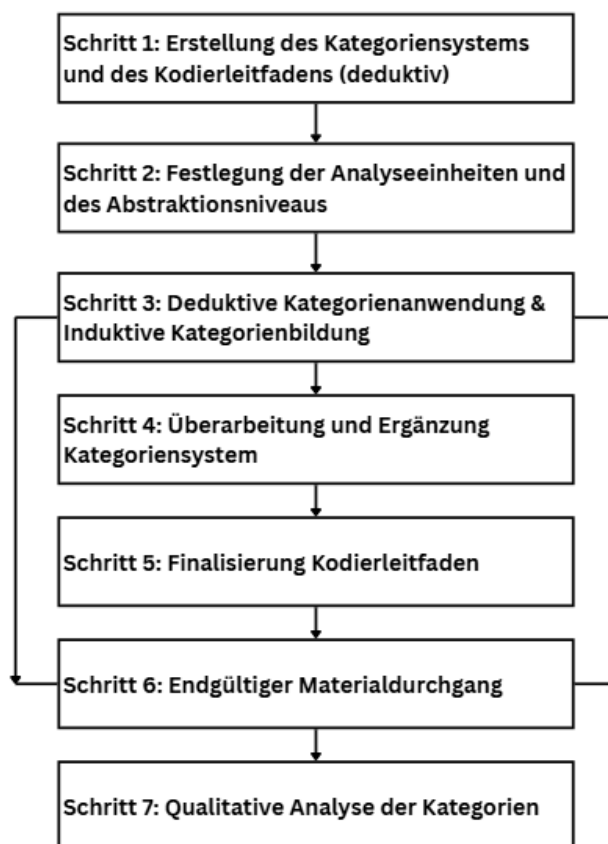 Schritt 1: Erstellung des Kategoriensystems
und des Kodierleitfadens (deduktiv)
Schritt 2: Festlegung der Analyseeinheiten und
des Abstraktionsniveaus
Schritt 3: Deduktive Kategorienanwendung &
Induktive Kategorienbildung
Schritt 4: Überarbeitung und Ergänzung
Kategoriensystem
Schritt 5: Finalisierung Kodierleitfaden
Schritt 6: Endgültiger Materialdurchgang
Schritt 7: Qualitative Analyse der Kategorien